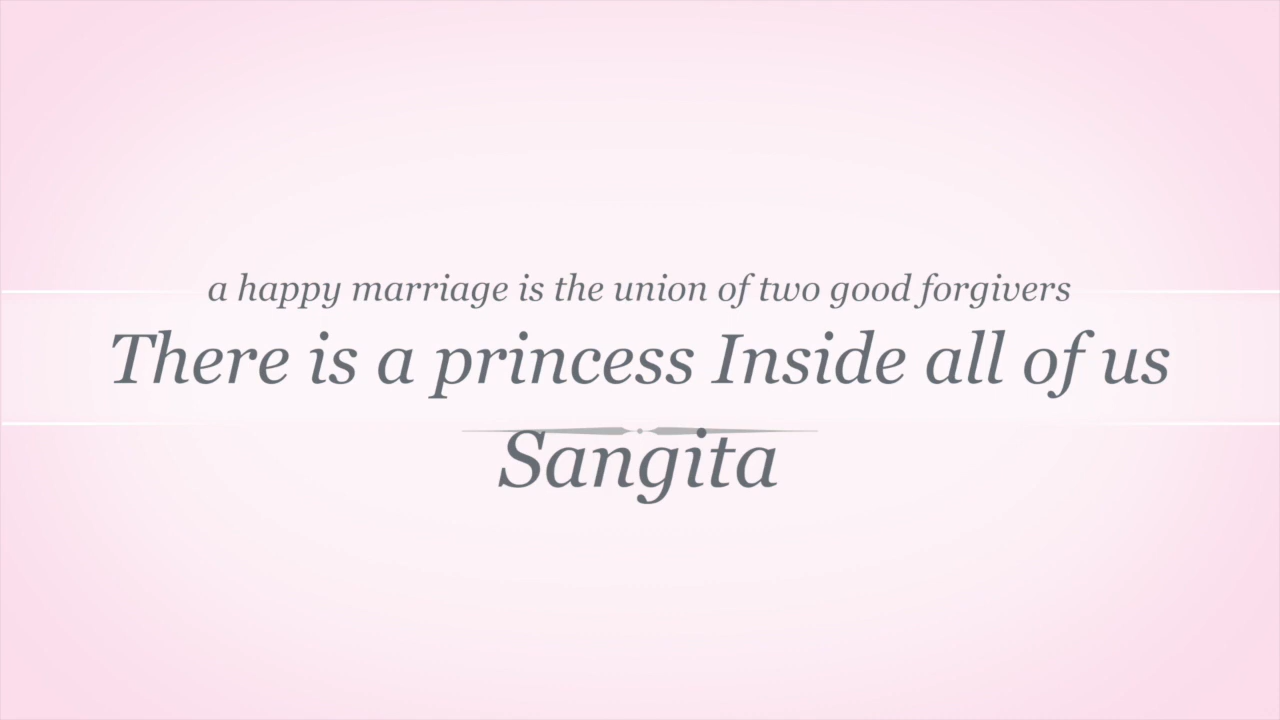 a happy marriage is the union of two good forgivers
There is a princess Inside all of us
Sangita